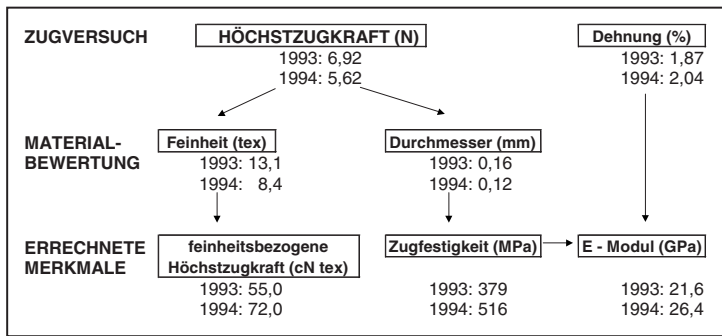 ZUGVERSUCH
HÖCHSTZUGKRAFT (N)
1993: 6,92
1994: 5,62
Dehnung (%)
1993: 1,87
1994: 2,04
MATERIAL-
BEWERTUNG
Feinheit (tex)
1993: 13,1
1994: 8,4
Durchmesser (mm)
1993: 0,16
1994: 0,12
ERRECHNETE
MERKMALE
feinheitsbezogene
Höchstzugkraft (cN tex)
1993: 55,0
1994: 72,0
Zugfestigkeit (MPa)
1993: 379
1994: 516
E - Modul (GPa)
1993: 21,6
1994: 26,4